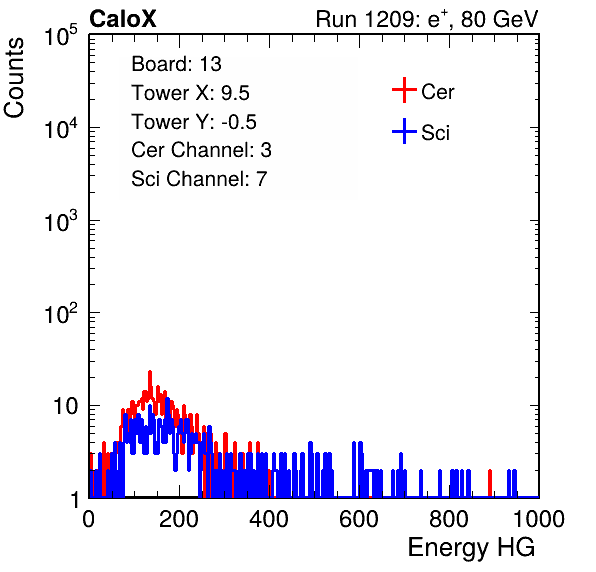 CaloX Run 1209: e⁺, 80 GeV
Counts
Board: 13
Tower X: 9.5
Tower Y: -0.5
Cer Channel: 3
Sci Channel: 7
Cer
Sci
10⁵
10⁴
10³
10²
10
1
0 200 400 600 800 1000
Energy HG